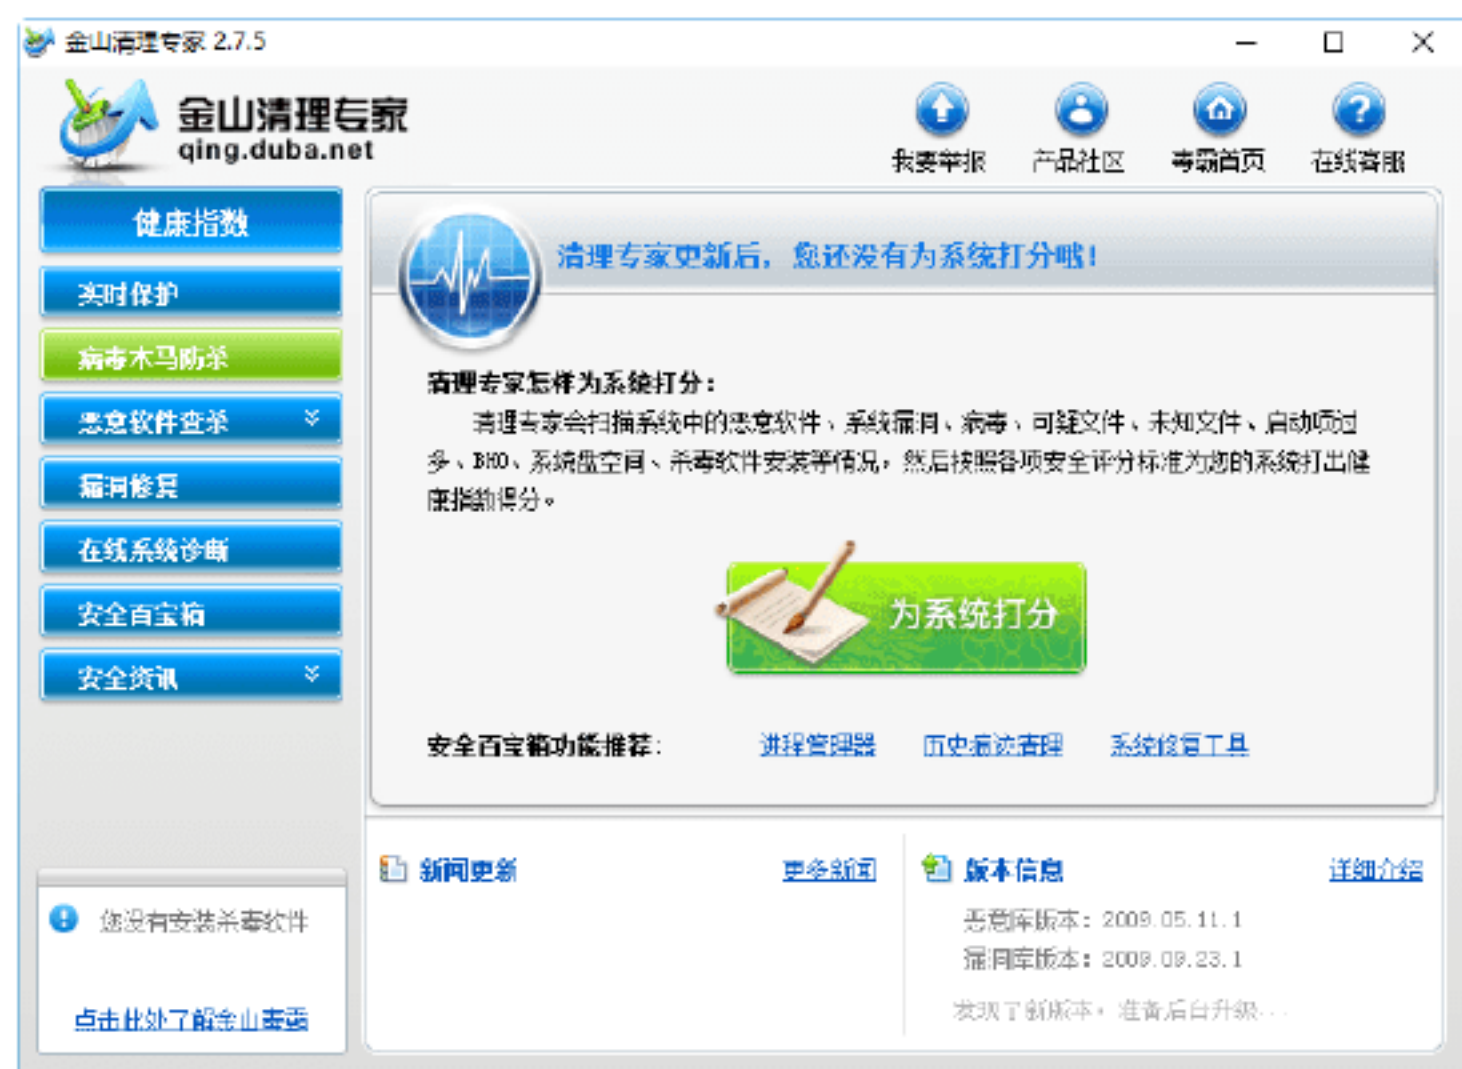 金山清理专家 2.7.5
金山清理专家
qing.duba.net
我要举报
产品社区
毒霸首页
在线客服
健康指数
实时保护
病毒木马防杀
恶意软件查杀
漏洞修复
在线系统诊断
安全百宝箱
安全资讯
清理专家更新后，您还没有为系统打分哦！
清理专家怎样为系统打分：
清理专家会扫描系统中的恶意软件、系统漏洞、病毒、可疑文件、未知文件、启动项过
多、BHO、系统盘空间、杀毒软件安装等情况，然后按照各项安全评分标准为您的系统打出健
康指数得分。
为系统打分
安全百宝箱功能推荐：
进程管理器
历史痕迹清理
系统修复工具
新闻更新
更多新闻
版本信息
详细介绍
恶意库版本：2009.05.11.1
漏洞库版本：2009.09.23.1
发现了新版本，准备后台升级...
您没有安装杀毒软件
点击此处了解金山毒霸